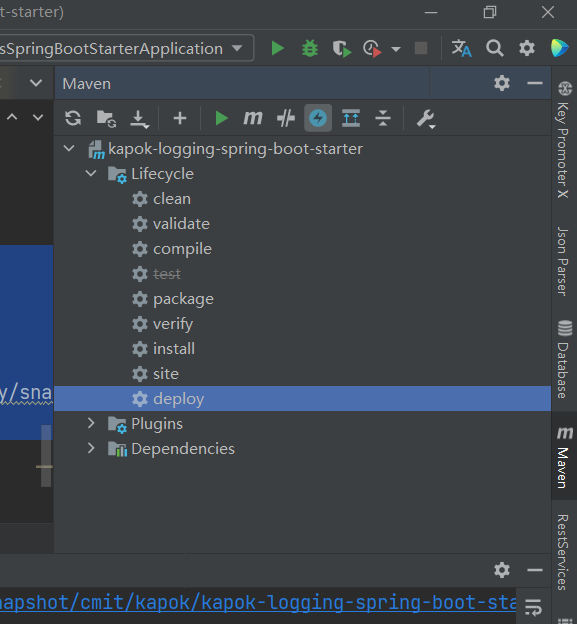 t-starter)
sSpringBootStarterApplication
Maven
kapok-logging-spring-boot-starter
Lifecycle
clean
validate
compile
test
package
verify
install
site
deploy
Plugins
Dependencies
y/sna
napshot/cmit/kapok/kapok-logging-spring-boot-sta
Key Promoter X
Json Parser
Database
Maven
RestServices